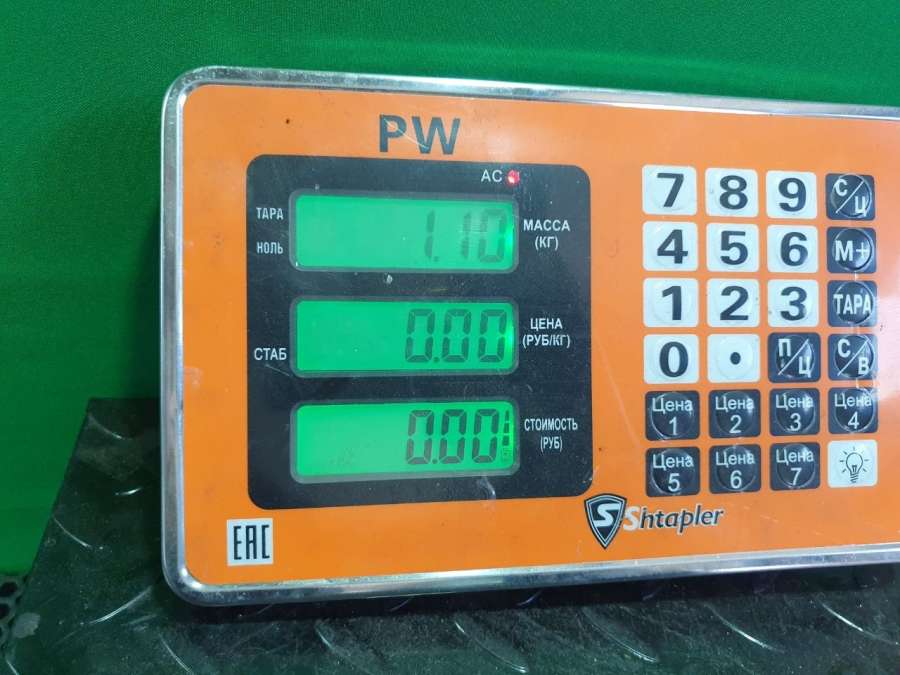 PW
AC
ТАРА
НОЛЬ
1.10
МАССА
(КГ)
СТАБ
0.00
ЦЕНА
(РУБ/КГ)
0.00
СТОИМОСТЬ
(РУБ)
7 8 9 С/Ц
4 5 6 М+
1 2 3 ТАРА
0 . П/Ц С/В
Цена 1 Цена 2 Цена 3 Цена 4
Цена 5 Цена 6 Цена 7
S Shtapler
EAC